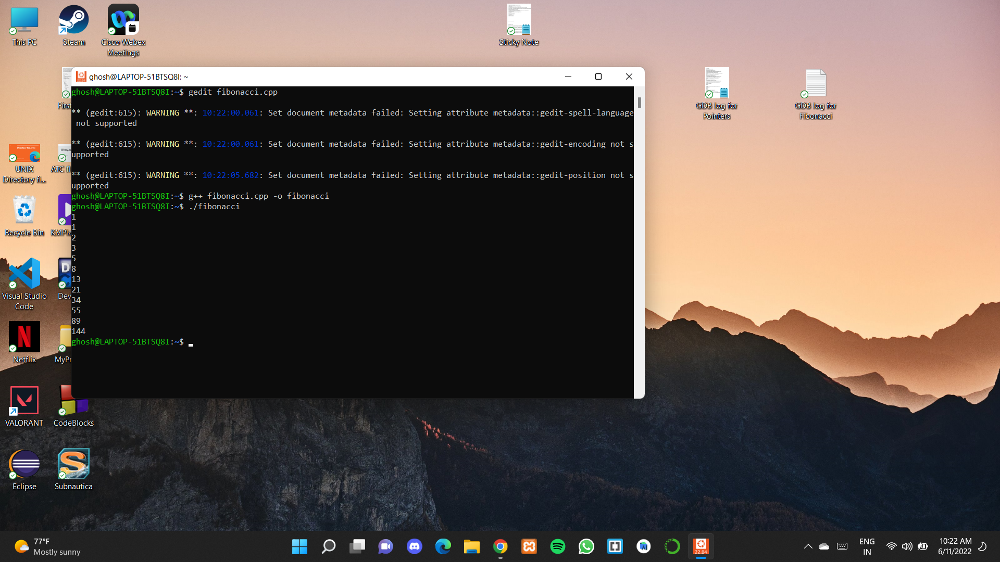 This PC
Steam
Cisco Webex
Meetings
Sticky Note
ghosh@LAPTOP-51BTSQ8I: ~
ghosh@LAPTOP-51BTSQ8I:~$ gedit fibonacci.cpp
** (gedit:615): WARNING **: 10:22:00.061: Set document metadata failed: Setting attribute metadata::gedit-spell-language
not supported
** (gedit:615): WARNING **: 10:22:00.061: Set document metadata failed: Setting attribute metadata::gedit-encoding not s
upported
** (gedit:615): WARNING **: 10:22:05.682: Set document metadata failed: Setting attribute metadata::gedit-position not s
upported
ghosh@LAPTOP-51BTSQ8I:~$ g++ fibonacci.cpp -o fibonacci
ghosh@LAPTOP-51BTSQ8I:~$ ./fibonacci
1
1
2
3
5
8
13
21
34
55
89
144
ghosh@LAPTOP-51BTSQ8I:~$
GDB log for
Pointers
GDB log for
Fibonacci
First
UNIX
Directory fi...
ATC fl
Recycle Bin
KMPla
Visual Studio
Code
Dev
Netflix
MyPr
VALORANT
CodeBlocks
Eclipse
Subnautica
77°F
Mostly sunny
22.04
ENG
IN
10:22 AM
6/11/2022